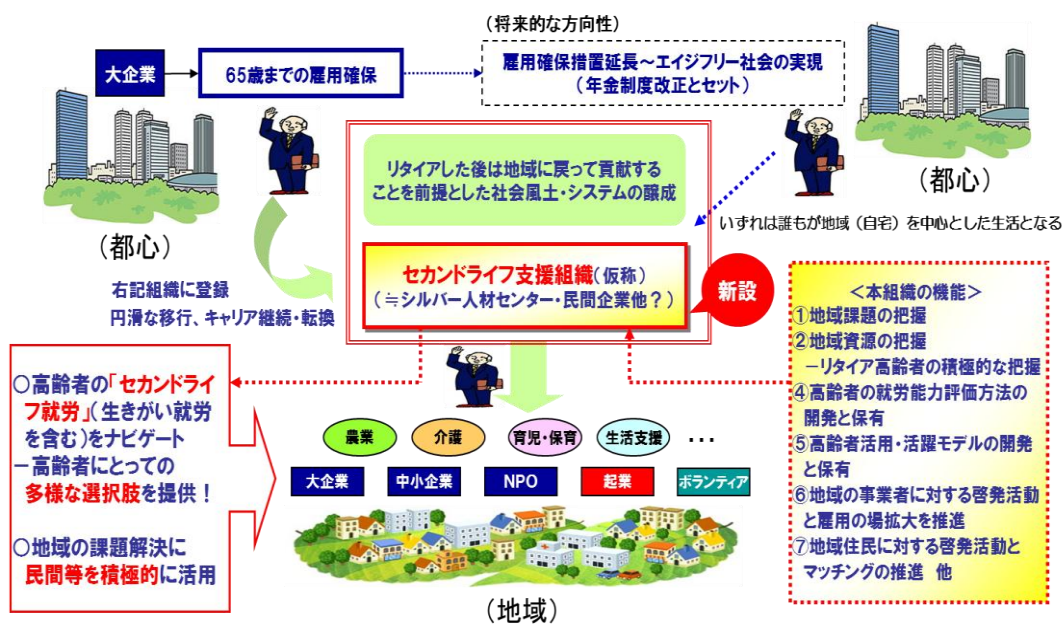 (将来的な方向性)
大企業
65歳までの雇用確保
雇用確保措置延長～エイジフリー社会の実現
(年金制度改正とセット)
リタイアした後は地域に戻って貢献する
ことを前提とした社会風土・システムの醸成
(都心)
(都心)
いずれは誰もが地域（自宅）を中心とした生活となる
セカンドライフ支援組織(仮称)
(≒シルバー人材センター・民間企業他？)
新設
右記組織に登録
円滑な移行、キャリア継続・転換
＜本組織の機能＞
①地域課題の把握
②地域資源の把握
－リタイア高齢者の積極的な把握
④高齢者の就労能力評価方法の
開発と保有
⑤高齢者活用・活躍モデルの開発
と保有
⑥地域の事業者に対する啓発活動
と雇用の場拡大を推進
⑦地域住民に対する啓発活動と
マッチングの推進 他
○高齢者の「セカンドライ
フ就労」(生きがい就労
を含む)をナビゲート
－高齢者にとっての
多様な選択肢を提供！
○地域の課題解決に
民間等を積極的に活用
農業
介護
育児・保育
生活支援
・・・
大企業
中小企業
NPO
起業
ボランティア
(地域)